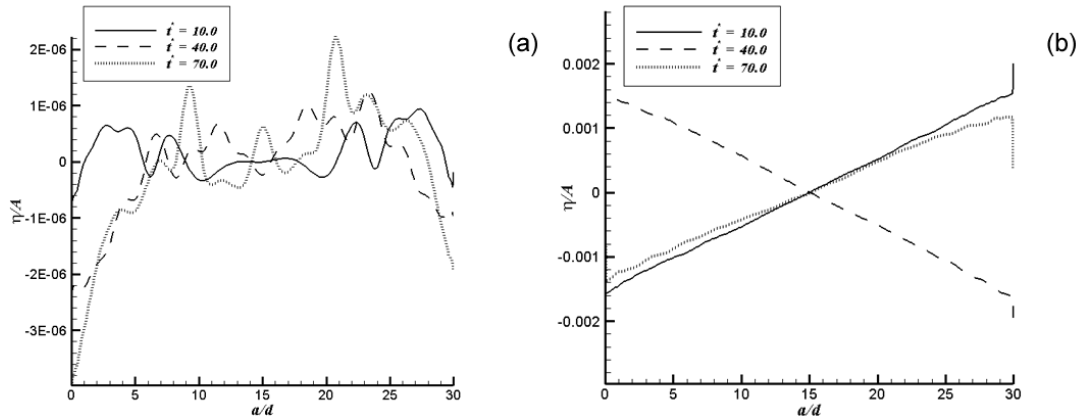 t* = 10.0
t* = 40.0
t* = 70.0
(a)
2E-06
1E-06
0
-1E-06
-2E-06
-3E-06
η/A
0 5 10 15 20 25 30
a/d
t* = 10.0
t* = 40.0
t* = 70.0
(b)
0.002
0.001
0
-0.001
-0.002
η/A
0 5 10 15 20 25 30
a/d